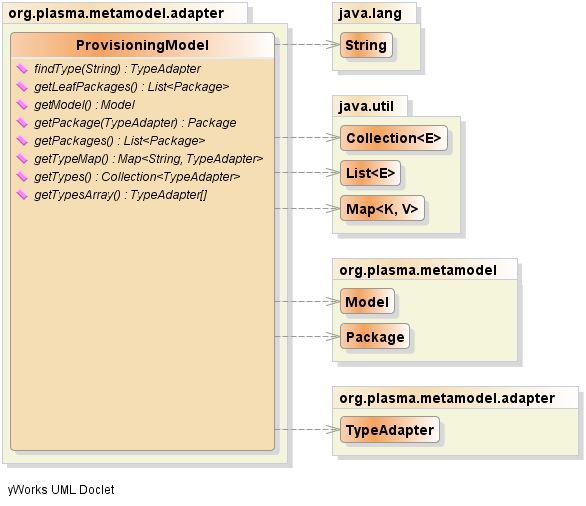 org.plasma.metamodel.adapter
ProvisioningModel
findType(String) : TypeAdapter
getLeafPackages() : List<Package>
getModel() : Model
getPackage(TypeAdapter) : Package
getPackages() : List<Package>
getTypeMap() : Map<String, TypeAdapter>
getTypes() : Collection<TypeAdapter>
getTypesArray() : TypeAdapter[]
java.lang
String
java.util
Collection<E>
List<E>
Map<K, V>
org.plasma.metamodel
Model
Package
org.plasma.metamodel.adapter
TypeAdapter
yWorks UML Doclet